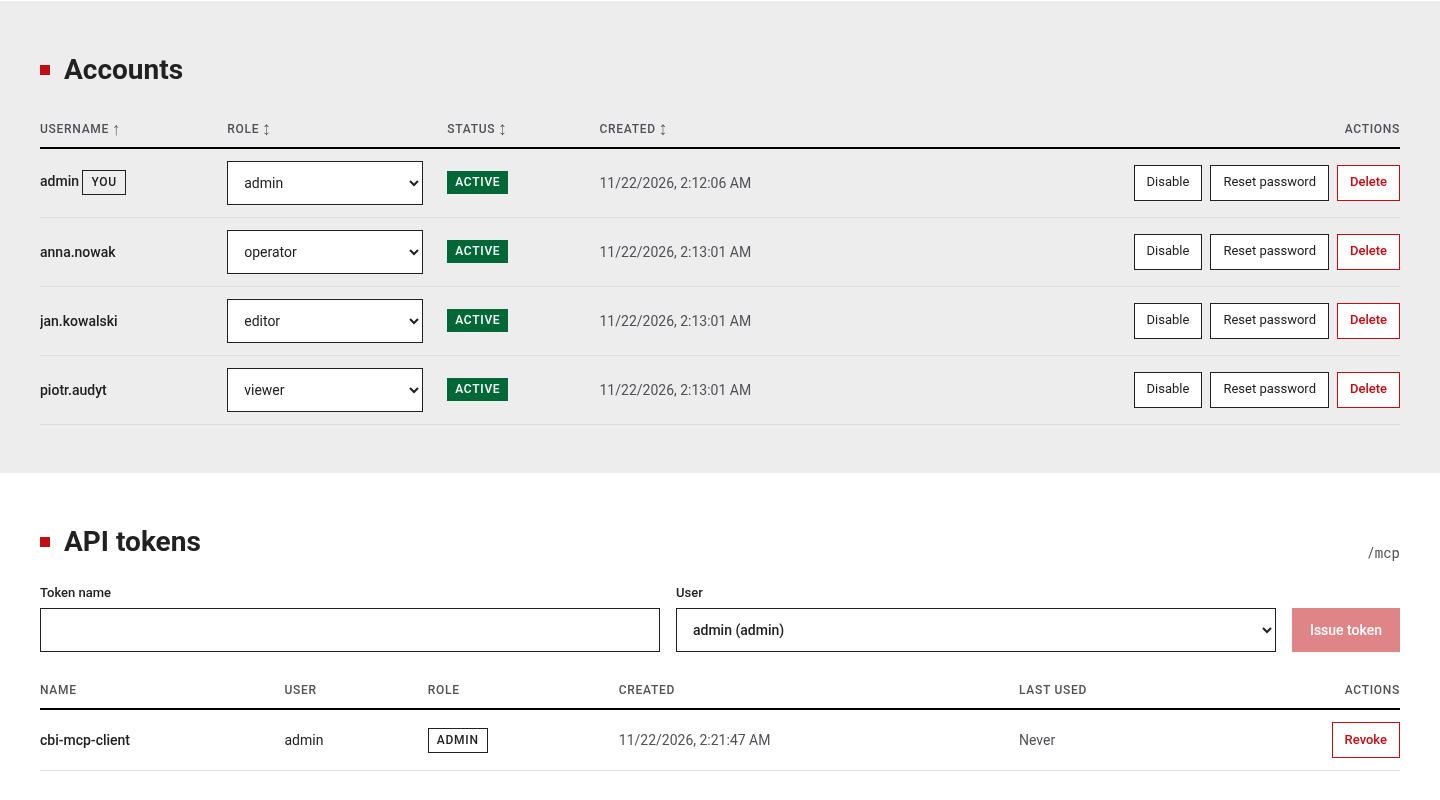 Accounts
USERNAME ↑ ROLE ↕ STATUS ↕ CREATED ↕ ACTIONS
admin YOU admin ACTIVE 11/22/2026, 2:12:06 AM Disable Reset password Delete
anna.nowak operator ACTIVE 11/22/2026, 2:13:01 AM Disable Reset password Delete
jan.kowalski editor ACTIVE 11/22/2026, 2:13:01 AM Disable Reset password Delete
piotr.audyt viewer ACTIVE 11/22/2026, 2:13:01 AM Disable Reset password Delete
API tokens
/mcp
Token name User
admin (admin) Issue token
NAME USER ROLE CREATED LAST USED ACTIONS
cbi-mcp-client admin ADMIN 11/22/2026, 2:21:47 AM Never Revoke